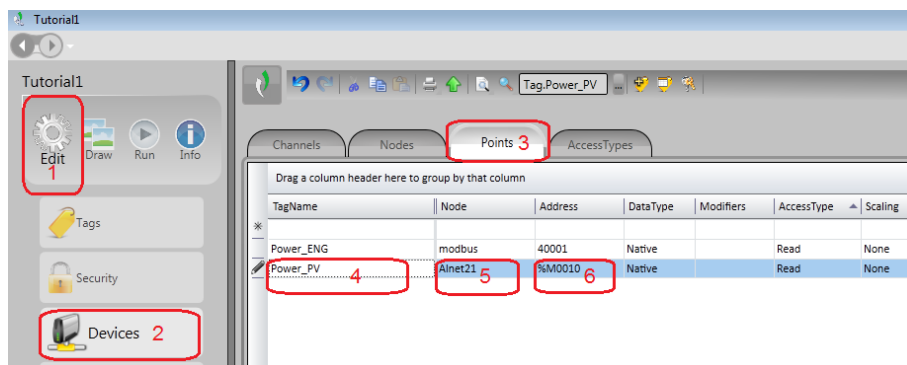 Tutorial1
Tutorial1
Tag.Power_PV
Edit
1
Draw
Run
Info
Channels
Nodes
Points
3
AccessTypes
Drag a column header here to group by that column
TagName
Node
Address
DataType
Modifiers
AccessType
Scaling
Tags
Power_ENG
modbus
40001
Native
Read
None
Power_PV
4
Alnet21
5
%M0010
6
Native
Read
None
Security
Devices
2